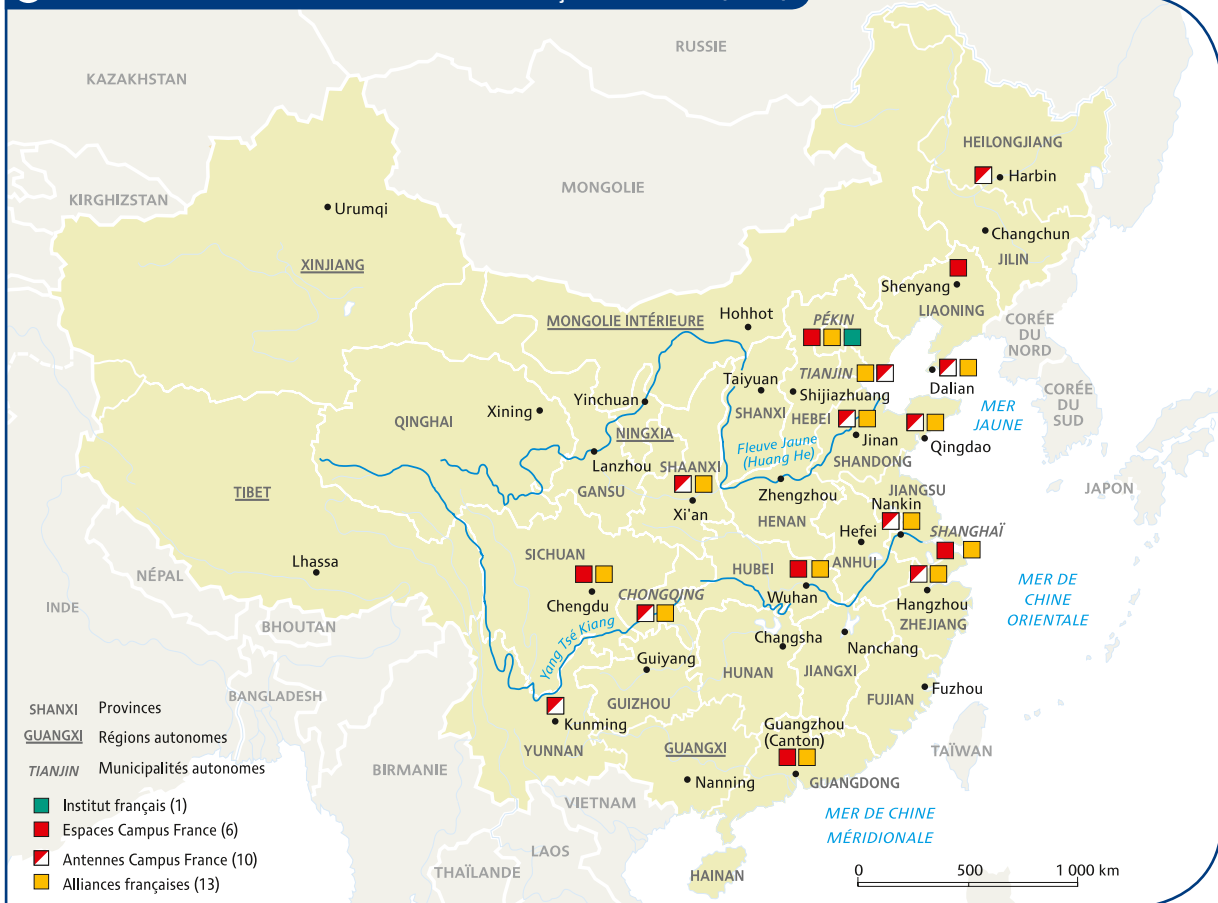 RUSSIE
KAZAKHSTAN
HEILONGJIANG
Harbin
MONGOLIE
KIRGHIZSTAN
Urumqi
Changchun
JILIN
XINJIANG
Shenyang
LIAONING
Hohhot
PÉKIN
MONGOLIE INTÉRIEURE
CORÉE
DU
NORD
TIANJIN
Dalian
Taiyuan
Shijiazhuang
CORÉE
DU
SUD
Yinchuan
SHANXI
HEBEI
MER
JAUNE
Xining
QINGHAI
NINGXIA
Jinan
Qingdao
Fleuve Jaune
(Huang He)
Lanzhou
SHAANXI
SHANDONG
GANSU
Zhengzhou
JIANGSU
JAPON
TIBET
Xi'an
Nankin
HENAN
Hefei
SHANGHAÏ
SICHUAN
Lhassa
HUBEI
ANHUI
NÉPAL
Chengdu
CHONGQING
Wuhan
Hangzhou
MER DE
CHINE
ORIENTALE
INDE
ZHEJIANG
BHOUTAN
Yang Tsé Kiang
Changsha
Nanchang
Guiyang
HUNAN
JIANGXI
BANGLADESH
GUIZHOU
FUJIAN
Fuzhou
Kunming
Guangzhou
(Canton)
YUNNAN
GUANGXI
TAÏWAN
BIRMANIE
Nanning
GUANGDONG
VIETNAM
MER DE CHINE
MÉRIDIONALE
LAOS
THAÏLANDE
HAINAN
SHANXI Provinces
GUANGXI Régions autonomes
TIANJIN Municipalités autonomes
Institut français (1)
Espaces Campus France (6)
Antennes Campus France (10)
Alliances françaises (13)
0 500 1 000 km